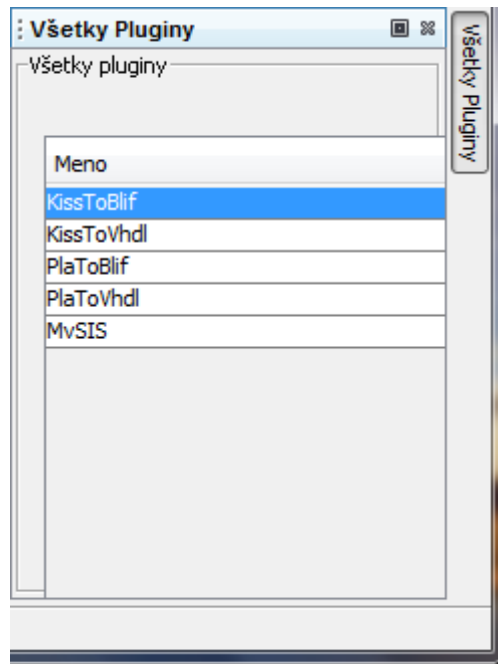 Všetky Pluginy
Všetky Pluginy
Všetky pluginy
Meno
KissToBlif
KissToVhdl
PlaToBlif
PlaToVhdl
MvSIS